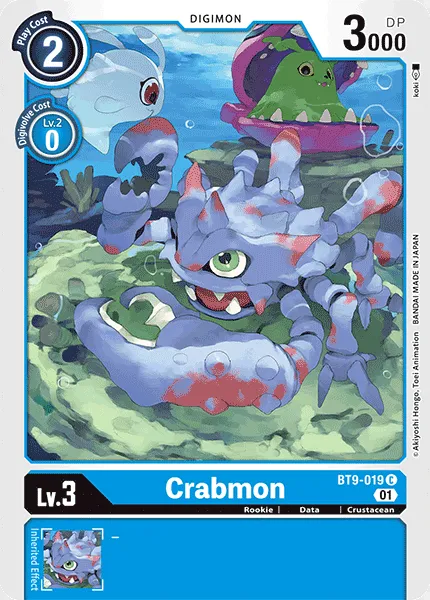 DIGIMON
Play Cost
2
3000
DP
Digivolve Cost
Lv.2
0
koki
©Akiyoshi Hongo, Toei Animation BANDAI MADE IN JAPAN
Lv.3
Crabmon
BT9-019 C
01
Rookie | Data | Crustacean
Inherited Effect
-